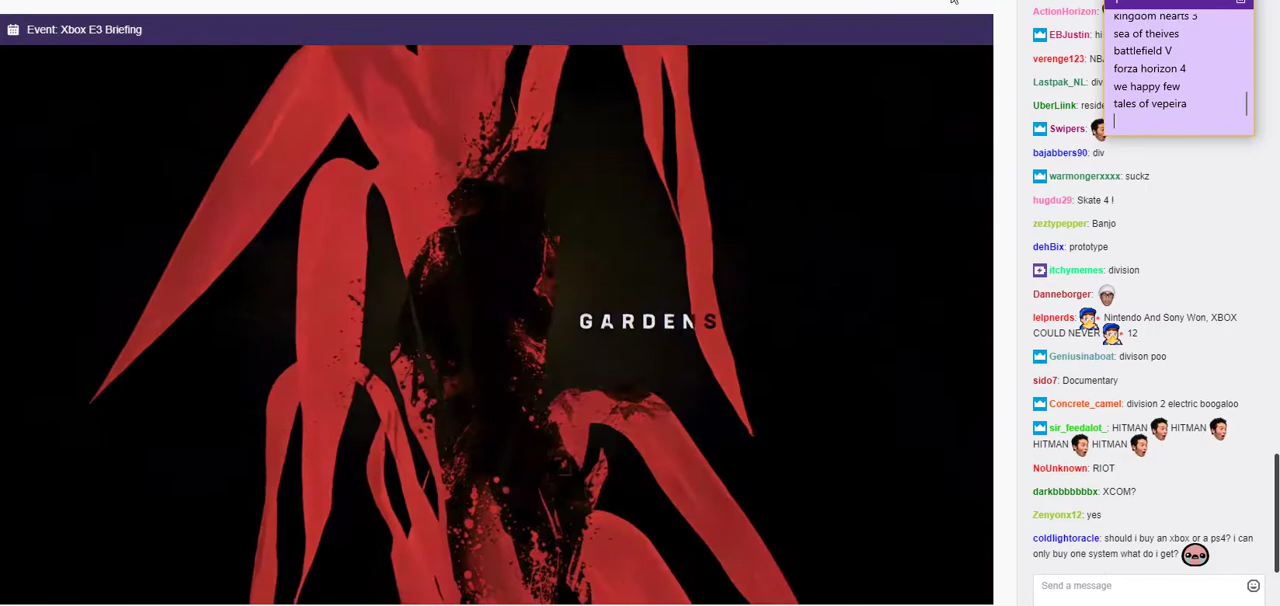 Event: Xbox E3 Briefing
GARDENS
kingdom hearts 3
sea of theives
battlefield V
forza horizon 4
we happy few
tales of vepeira
ActionHorizon:
EBJustin: hi
verenge123: NB
Lastpak_NL: div
UberLiink: reside
Swipers:
bajabbers90: div
warmongerxxxx: suckz
hugdu29: Skate 4 !
zeztypepper: Banjo
dehBix: prototype
itchymemes: division
Danneborger:
lelpnerds: Nintendo And Sony Won, XBOX
COULD NEVER 12
Geniusinaboat: divison poo
sido7: Documentary
Concrete_camel: division 2 electric boogaloo
sir_feedalot_: HITMAN HITMAN
HITMAN HITMAN
NoUnknown: RIOT
darkbbbbbbbx: XCOM?
Zenyonx12: yes
coldlightoracle: should i buy an xbox or a ps4? i can
only buy one system what do i get?
Send a message